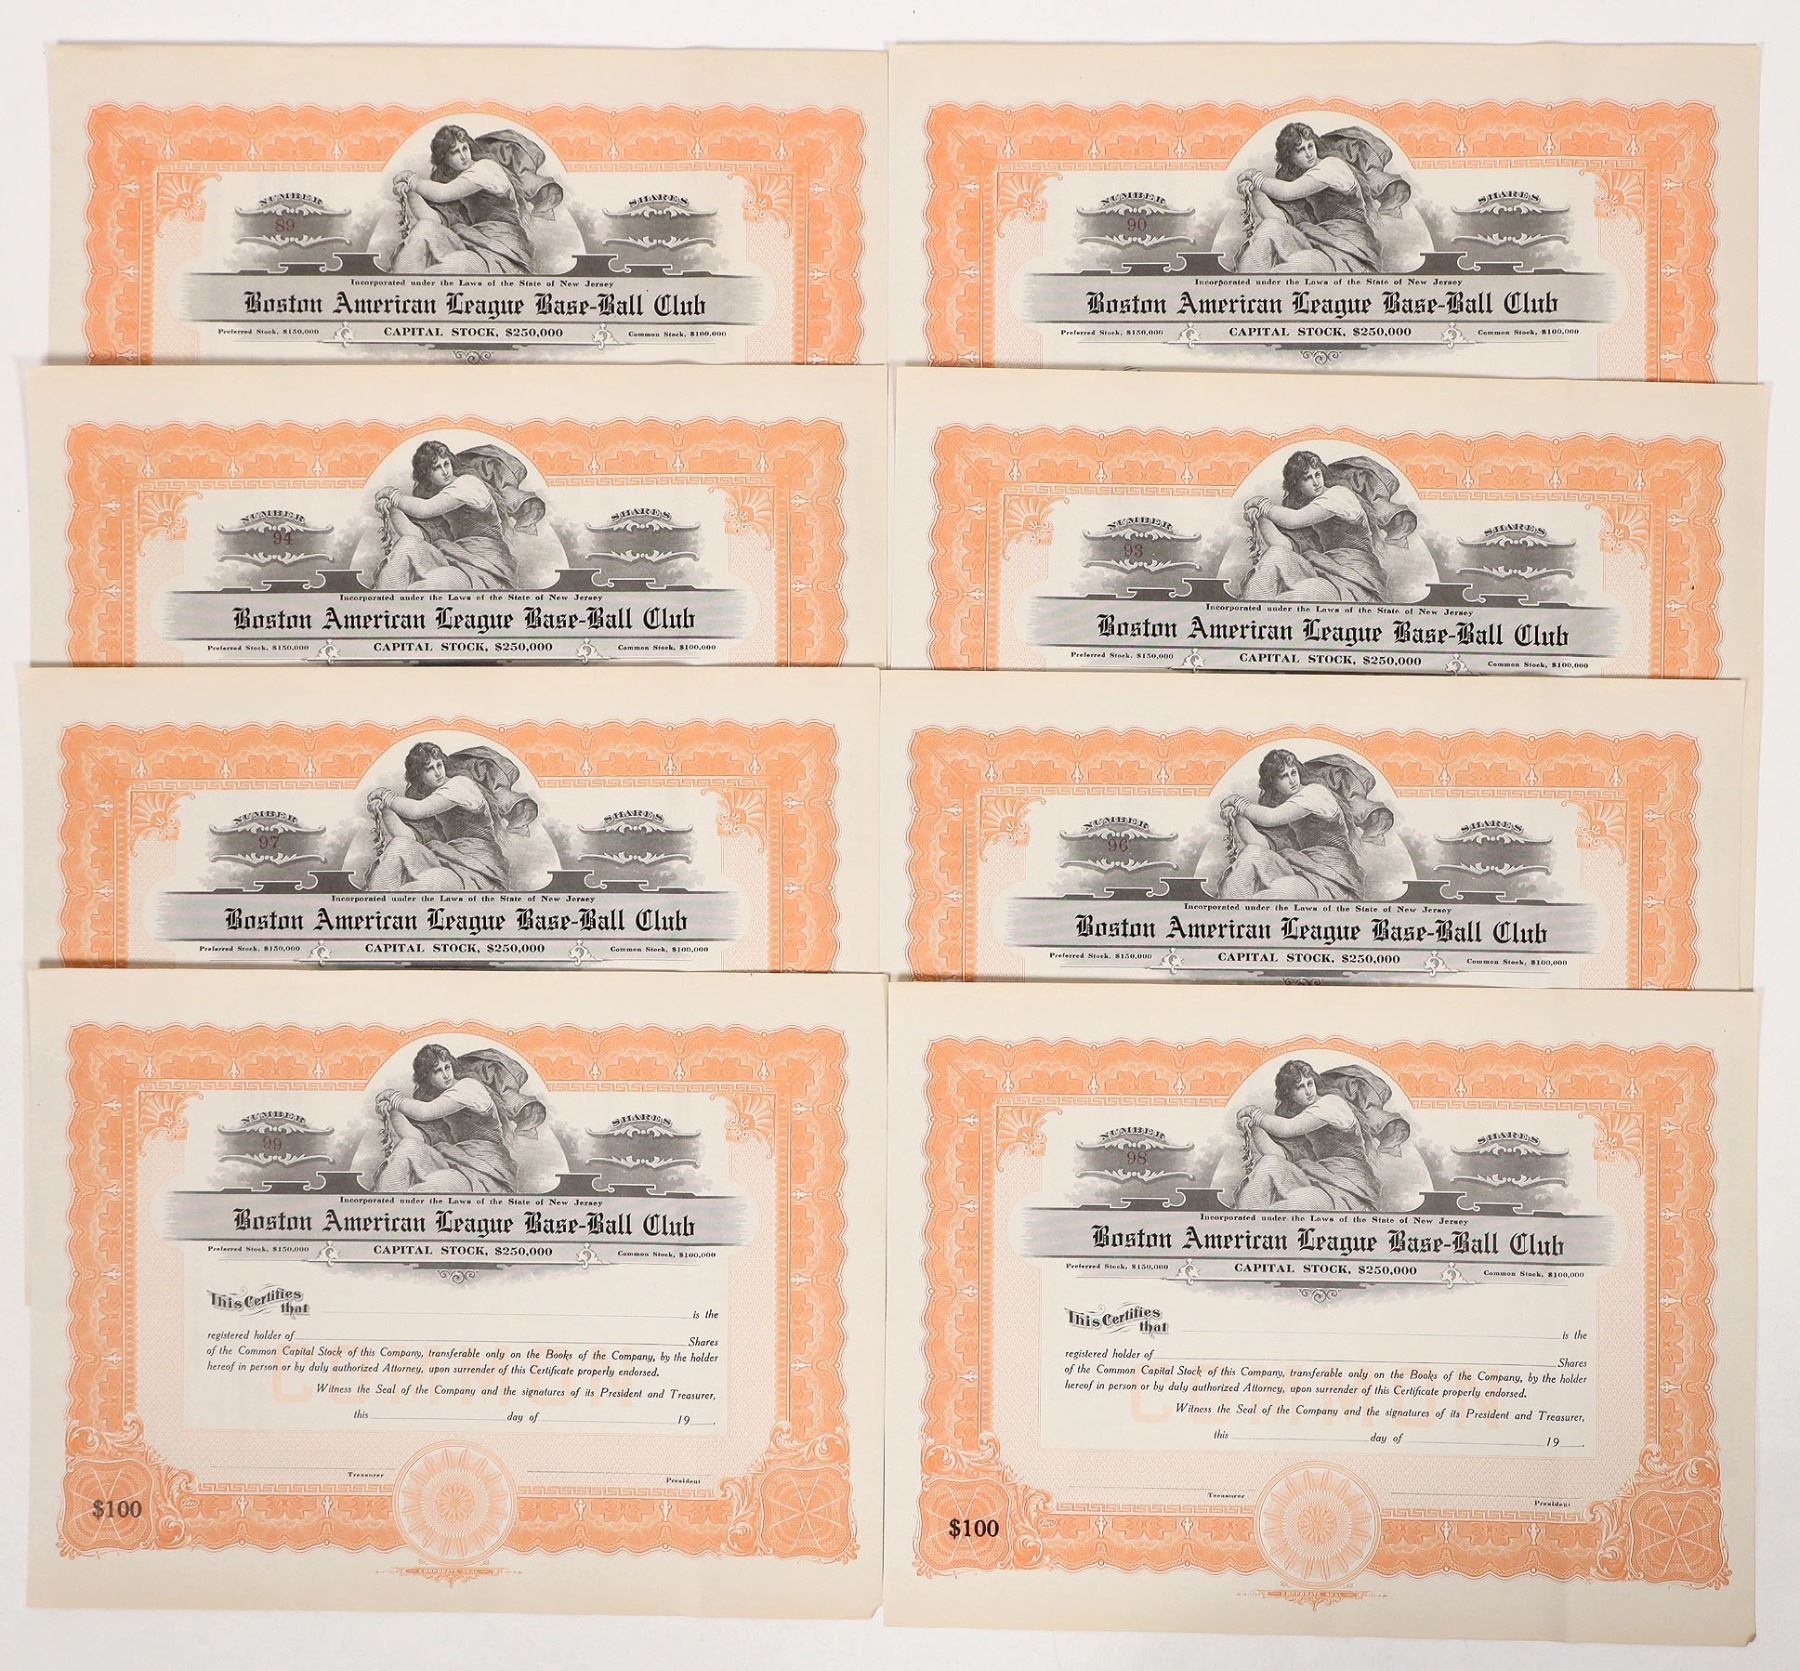 NUMBER
89
SHARES
Incorporated under the Laws of the State of New Jersey
Boston American League Base-Ball Club
Preferred Stock, $150,000
CAPITAL STOCK, $250,000
Common Stock, $100,000
NUMBER
90
SHARES
Incorporated under the Laws of the State of New Jersey
Boston American League Base-Ball Club
Preferred Stock, $150,000
CAPITAL STOCK, $250,000
Common Stock, $100,000
NUMBER
94
SHARES
Incorporated under the Laws of the State of New Jersey
Boston American League Base-Ball Club
Preferred Stock, $150,000
CAPITAL STOCK, $250,000
Common Stock, $100,000
NUMBER
93
SHARES
Incorporated under the Laws of the State of New Jersey
Boston American League Base-Ball Club
Preferred Stock, $150,000
CAPITAL STOCK, $250,000
Common Stock, $100,000
NUMBER
97
SHARES
Incorporated under the Laws of the State of New Jersey
Boston American League Base-Ball Club
Preferred Stock, $150,000
CAPITAL STOCK, $250,000
Common Stock, $100,000
NUMBER
96
SHARES
Incorporated under the Laws of the State of New Jersey
Boston American League Base-Ball Club
Preferred Stock, $150,000
CAPITAL STOCK, $250,000
Common Stock, $100,000
NUMBER
99
SHARES
Incorporated under the Laws of the State of New Jersey
Boston American League Base-Ball Club
Preferred Stock, $150,000
CAPITAL STOCK, $250,000
Common Stock, $100,000
This Certifies
that is the
registered holder of Shares
of the Common Capital Stock of this Company, transferable only on the Books of the Company, by the holder
hereof in person or by duly authorized Attorney, upon surrender of this Certificate properly endorsed.
Witness the Seal of the Company and the signatures of its President and Treasurer,
this day of 19 .
Treasurer
President
$100
CORPORATE SEAL
NUMBER
98
SHARES
Incorporated under the Laws of the State of New Jersey
Boston American League Base-Ball Club
Preferred Stock, $150,000
CAPITAL STOCK, $250,000
Common Stock, $100,000
This Certifies
that is the
registered holder of Shares
of the Common Capital Stock of this Company, transferable only on the Books of the Company, by the holder
hereof in person or by duly authorized Attorney, upon surrender of this Certificate properly endorsed.
Witness the Seal of the Company and the signatures of its President and Treasurer,
this day of 19 .
Treasurer
President
$100
CORPORATE SEAL